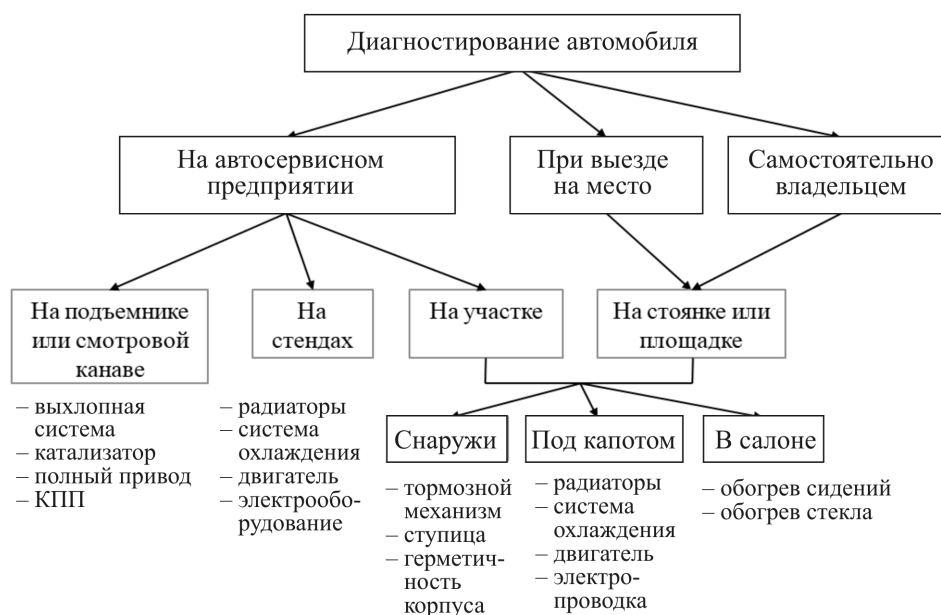 Диагностирование автомобиля
На автосервисном
предприятии
При выезде
на место
Самостоятельно
владельцем
На подъемнике
или смотровой
канаве
На
стендах
На участке
На стоянке или
площадке
– выхлопная
система
– катализатор
– полный привод
– КПП
– радиаторы
– система
охлаждения
– двигатель
– электрообо-
рудование
Снаружи
Под капотом
В салоне
– тормозной
механизм
– ступица
– герметич-
ность
корпуса
– радиаторы
– система
охлаждения
– двигатель
– электро-
проводка
– обогрев сидений
– обогрев стекла